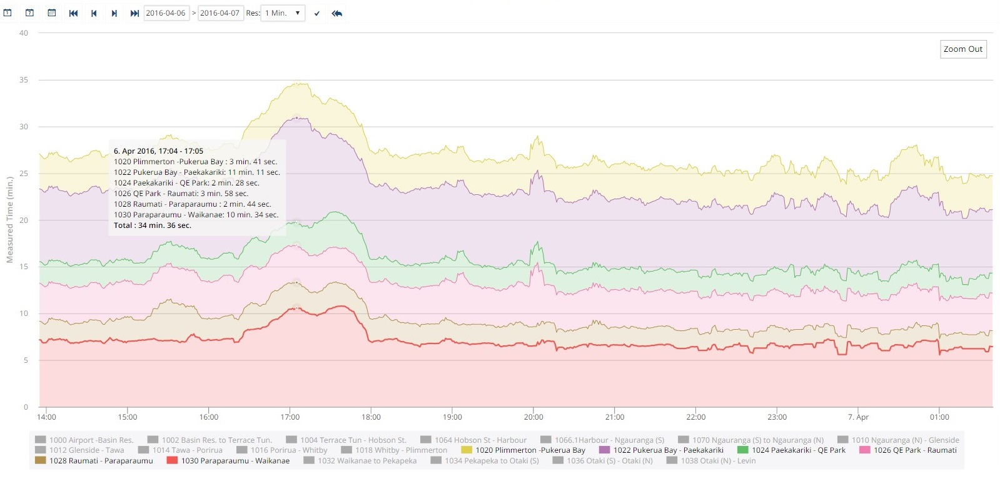 1 7 2016-04-06 > 2016-04-07 Res: 1 Min.
Zoom Out
Measured Time (min.)
40
35
30
25
20
15
10
5
0
6. Apr 2016, 17:04 - 17:05
1020 Plimmerton -Pukerua Bay : 3 min. 41 sec.
1022 Pukerua Bay - Paekakariki: 11 min. 11 sec.
1024 Paekakariki - QE Park: 2 min. 28 sec.
1026 QE Park - Raumati: 3 min. 58 sec.
1028 Raumati - Paraparaumu : 2 min. 44 sec.
1030 Paraparaumu - Waikanae: 10 min. 34 sec.
Total : 34 min. 36 sec.
14:00 15:00 16:00 17:00 18:00 19:00 20:00 21:00 22:00 23:00 7. Apr 01:00
1000 Airport -Basin Res. 1002 Basin Res. to Terrace Tun. 1004 Terrace Tun - Hobson St. 1064 Hobson St - Harbour 1066.1Harbour - Ngauranga (S) 1070 Ngauranga (S) to Ngauranga (N) 1010 Ngauranga (N) - Glenside
1012 Glenside - Tawa 1014 Tawa - Porirua 1016 Porirua - Whitby 1018 Whitby - Plimmerton 1020 Plimmerton -Pukerua Bay 1022 Pukerua Bay - Paekakariki 1024 Paekakariki - QE Park 1026 QE Park - Raumati
1028 Raumati - Paraparaumu 1030 Paraparaumu - Waikanae 1032 Waikanae to Pekapeka 1034 Pekapeka to Otaki (S) 1036 Otaki (S) - Otaki (N) 1038 Otaki (N) - Levin